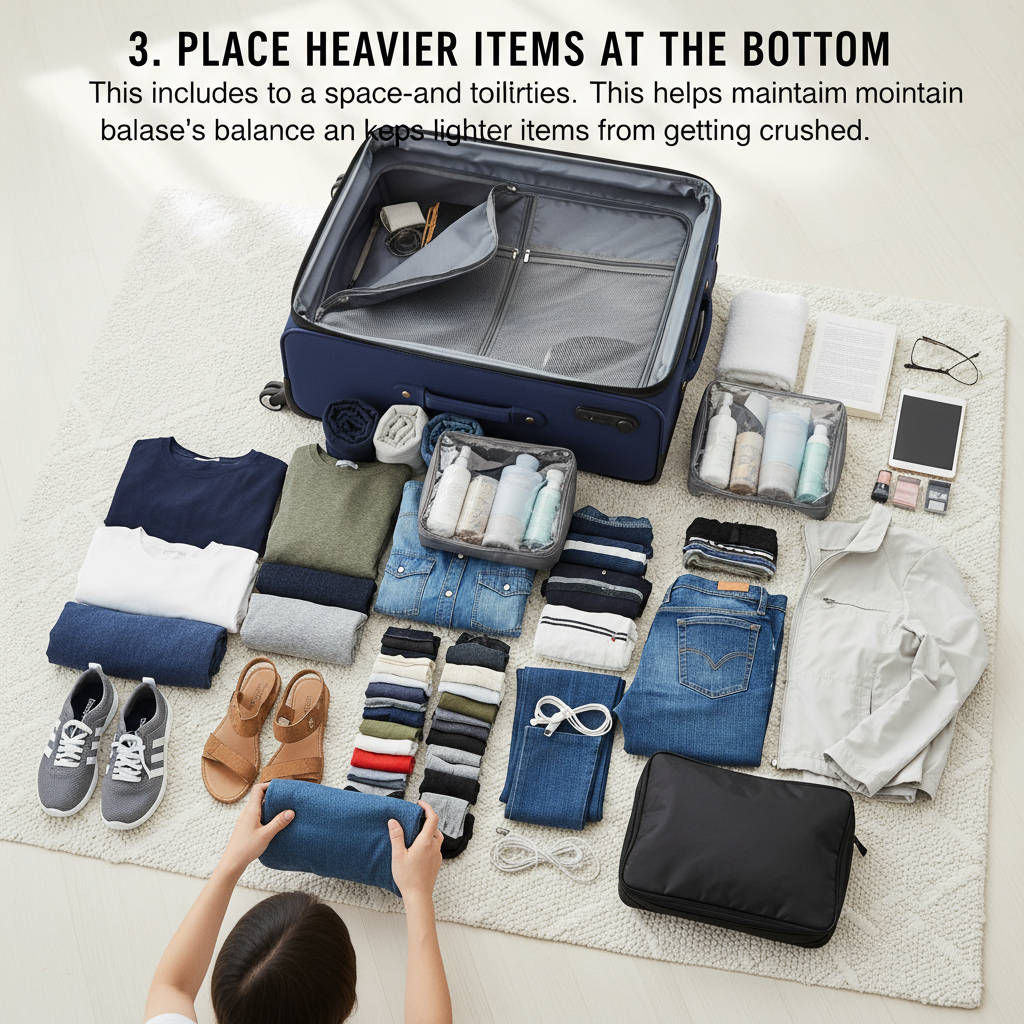 3. PLACE HEAVIER ITEMS AT THE BOTTOM
This includes to a space-and toilirties. This helps maintaim mointain
balase's balance an keps lighter items from getting crushed.